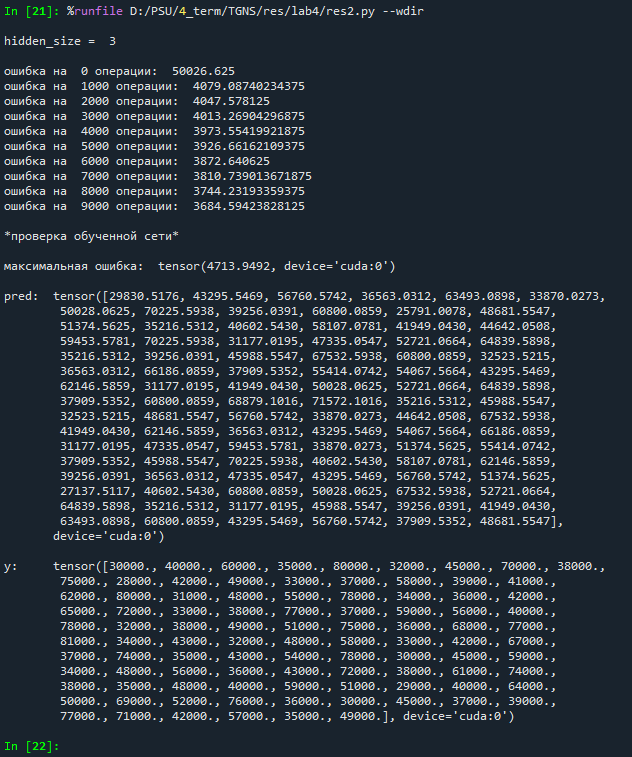 In [21]: %runfile D:/PSU/4_term/TGNS/res/lab4/res2.py --wdir
hidden_size =  3
ошибка на  0 операции:  50026.625
ошибка на  1000 операции:  4079.08740234375
ошибка на  2000 операции:  4047.578125
ошибка на  3000 операции:  4013.26904296875
ошибка на  4000 операции:  3973.55419921875
ошибка на  5000 операции:  3926.66162109375
ошибка на  6000 операции:  3872.640625
ошибка на  7000 операции:  3810.739013671875
ошибка на  8000 операции:  3744.23193359375
ошибка на  9000 операции:  3684.59423828125
*проверка обученной сети*
максимальная ошибка:  tensor(4713.9492, device='cuda:0')
pred:  tensor([29830.5176, 43295.5469, 56760.5742, 36563.0312, 63493.0898, 33870.0273,
50028.0625, 70225.5938, 39256.0391, 60800.0859, 25791.0078, 48681.5547,
51374.5625, 35216.5312, 40602.5430, 58107.0781, 41949.0430, 44642.0508,
59453.5781, 70225.5938, 31177.0195, 47335.0547, 52721.0664, 64839.5898,
35216.5312, 39256.0391, 45988.5547, 67532.5938, 60800.0859, 32523.5215,
36563.0312, 66186.0859, 37909.5352, 55414.0742, 54067.5664, 43295.5469,
62146.5859, 31177.0195, 41949.0430, 50028.0625, 52721.0664, 64839.5898,
37909.5352, 60800.0859, 68879.1016, 71572.1016, 35216.5312, 45988.5547,
32523.5215, 48681.5547, 56760.5742, 33870.0273, 44642.0508, 67532.5938,
41949.0430, 62146.5859, 36563.0312, 43295.5469, 54067.5664, 66186.0859,
31177.0195, 47335.0547, 59453.5781, 33870.0273, 51374.5625, 55414.0742,
37909.5352, 45988.5547, 70225.5938, 40602.5430, 58107.0781, 62146.5859,
39256.0391, 36563.0312, 47335.0547, 43295.5469, 56760.5742, 51374.5625,
27137.5117, 40602.5430, 60800.0859, 50028.0625, 67532.5938, 52721.0664,
64839.5898, 35216.5312, 31177.0195, 45988.5547, 39256.0391, 41949.0430,
63493.0898, 60800.0859, 43295.5469, 56760.5742, 37909.5352, 48681.5547],
device='cuda:0')
y:     tensor([30000., 40000., 60000., 35000., 80000., 32000., 45000., 70000., 38000.,
75000., 28000., 42000., 49000., 33000., 37000., 58000., 39000., 41000.,
62000., 80000., 31000., 48000., 55000., 78000., 34000., 36000., 42000.,
65000., 72000., 33000., 38000., 77000., 37000., 59000., 56000., 40000.,
78000., 32000., 38000., 49000., 51000., 75000., 36000., 68000., 77000.,
81000., 34000., 43000., 32000., 48000., 58000., 33000., 42000., 67000.,
37000., 74000., 35000., 43000., 54000., 78000., 30000., 45000., 59000.,
34000., 48000., 56000., 36000., 43000., 72000., 38000., 61000., 74000.,
38000., 35000., 48000., 40000., 59000., 51000., 29000., 40000., 64000.,
50000., 69000., 52000., 76000., 36000., 30000., 45000., 37000., 39000.,
77000., 71000., 42000., 57000., 35000., 49000.], device='cuda:0')
In [22]: